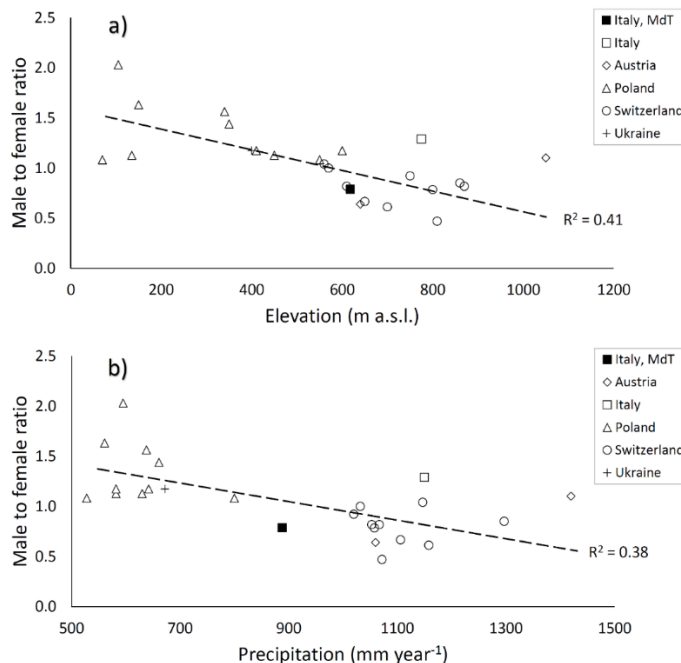 a)
Male to female ratio
2.5
2.0
1.5
1.0
0.5
0.0
0
200
400
600
800
1000
1200
Elevation (m a.s.l.)
R² = 0.41
Italy, MdT
Italy
Austria
Poland
Switzerland
Ukraine
b)
Male to female ratio
2.5
2.0
1.5
1.0
0.5
0.0
500
700
900
1100
1300
1500
Precipitation (mm year⁻¹)
R² = 0.38
Italy, MdT
Austria
Italy
Poland
Switzerland
Ukraine